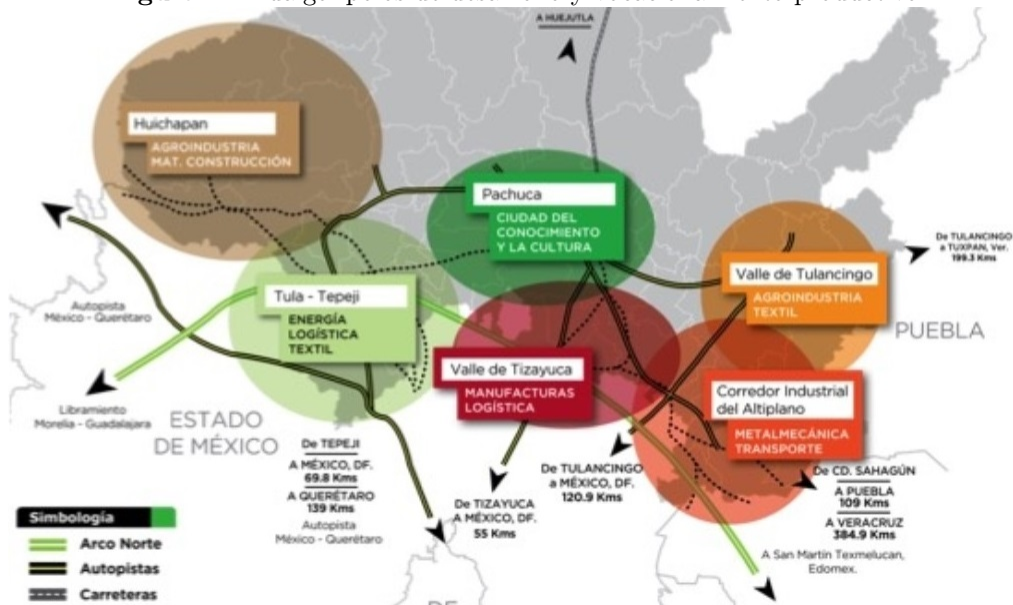 A HUEJUTLA
Huichapan
AGROINDUSTRIA
MAT. CONSTRUCCIÓN
Pachuca
CIUDAD DEL
CONOCIMIENTO
Y LA CULTURA
De TULANCINGO
a TUXPAN, Ver.
199.3 Kms
Valle de Tulancingo
AGROINDUSTRIA
TEXTIL
Tula - Tepeji
ENERGÍA
LOGÍSTICA
TEXTIL
Autopista
México - Querétaro
PUEBLA
Valle de Tizayuca
MANUFACTURAS
LOGÍSTICA
Corredor Industrial
del Altiplano
METALMECÁNICA
TRANSPORTE
Libramiento
Morelia - Guadalajara
ESTADO
DE MÉXICO
De TEPEJI
A MÉXICO, DF.
69.8 Kms
A QUERÉTARO
139 Kms
Autopista
México - Querétaro
De TIZAYUCA
A MÉXICO, DF.
55 Kms
De TULANCINGO
a MÉXICO, DF.
120.9 Kms
De CD. SAHAGÚN
A PUEBLA
109 Kms
A VERACRUZ
384.9 Kms
A San Martín Texmelucan,
Edomex.
Simbología
Arco Norte
Autopistas
Carreteras